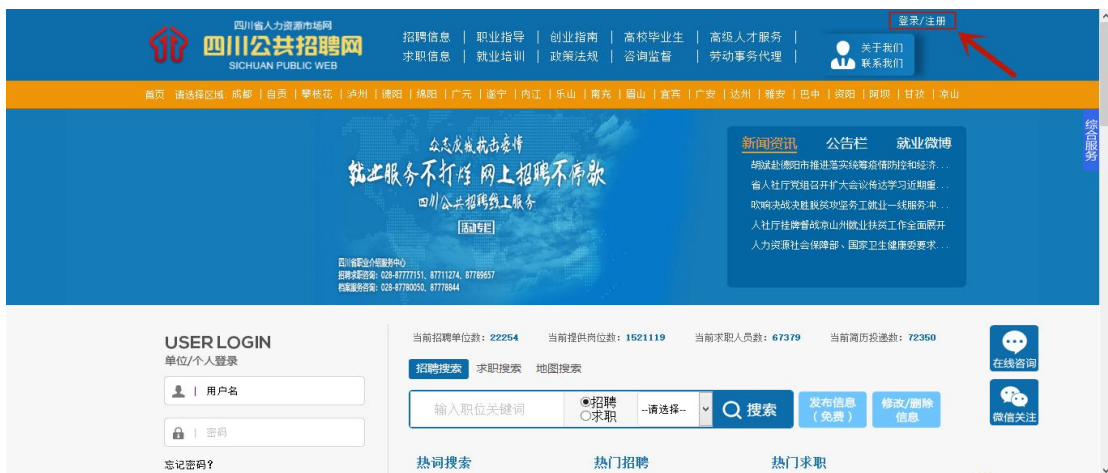 四川省人力资源市场网
四川公共招聘网
SICHUAN PUBLIC WEB
招聘信息 | 职业指导 | 创业指南 | 高校毕业生 | 高级人才服务 |
求职信息 | 就业培训 | 政策法规 | 咨询监督 | 劳动事务代理 |
登录/注册
关于我们
联系我们
首页 请选择区域: 成都 | 自贡 | 攀枝花 | 泸州 | 德阳 | 绵阳 | 广元 | 遂宁 | 内江 | 乐山 | 南充 | 眉山 | 宜宾 | 广安 | 达州 | 雅安 | 巴中 | 资阳 | 阿坝 | 甘孜 | 凉山
综合服务
众志成城抗击疫情
就业服务不打烊 网上招聘不停歇
四川公共招聘线上服务
[活动专栏]
四川省职业介绍服务中心
招聘求职咨询: 028-87777151、87711274、87789657
档案服务咨询: 028-87780050、87778844
新闻资讯 公告栏 就业微博
胡斌赴德阳市推进落实统筹疫情防控和经济...
省人社厅党组召开扩大会议传达学习近期重...
吹响决战决胜脱贫攻坚务工就业一线服务冲...
人社厅挂牌督战凉山州就业扶贫工作全面展开
人力资源社会保障部、国家卫生健康委要求...
USER LOGIN
单位/个人登录
用户名
密码
忘记密码?
当前招聘单位数: 22254 当前提供岗位数: 1521119 当前求职人员数: 67379 当前简历投递数: 72350
招聘搜索 求职搜索 地图搜索
输入职位关键词
招聘
求职
--请选择--
搜索
发布信息
(免费)
修改/删除
信息
热词搜索 热门招聘 热门求职
在线咨询
微信关注